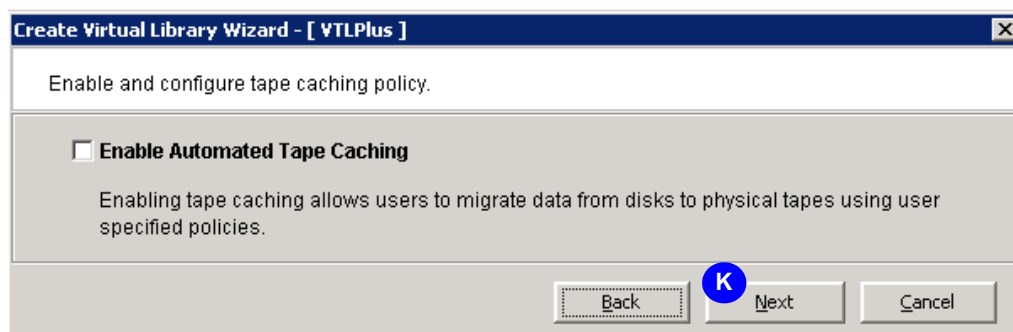 Create Virtual Library Wizard - [ VTLPlus ]
Enable and configure tape caching policy.
Enable Automated Tape Caching
Enabling tape caching allows users to migrate data from disks to physical tapes using user
specified policies.
Back K Next Cancel